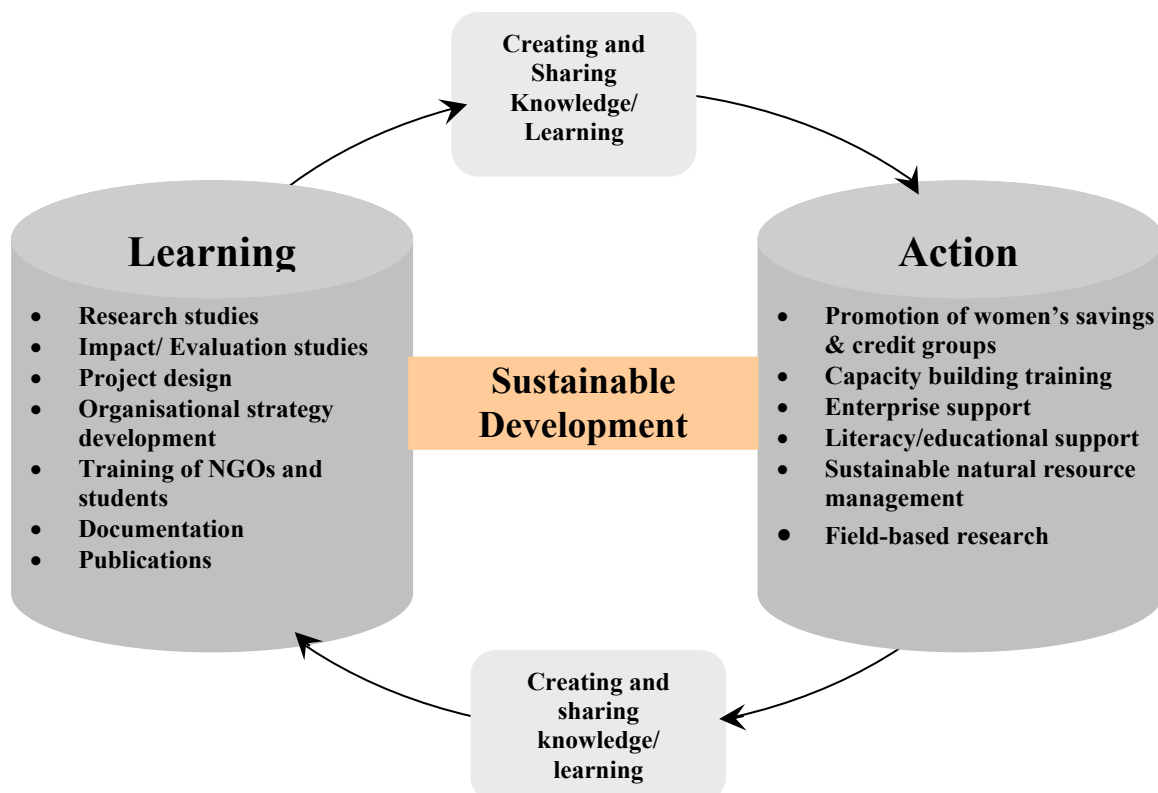 Creating and
Sharing
Knowledge/
Learning
Learning
• Research studies
• Impact/ Evaluation studies
• Project design
• Organisational strategy
development
• Training of NGOs and
students
• Documentation
• Publications
Sustainable
Development
Action
• Promotion of women’s savings
& credit groups
• Capacity building training
• Enterprise support
• Literacy/educational support
• Sustainable natural resource
management
• Field-based research
Creating and
sharing
knowledge/
learning